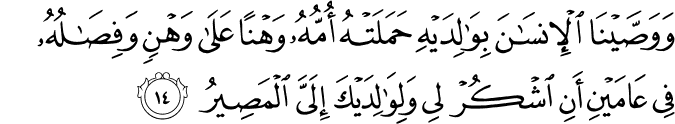 وَوَصَّيۡنَا ٱلۡإِنسَٰنَ بِوَٰلِدَيۡهِ حَمَلَتۡهُ أُمُّهُۥ وَهۡنًا عَلَىٰ وَهۡنٖ وَفِصَٰلُهُۥ
فِي عَامَيۡنِ أَنِ ٱشۡكُرۡ لِي وَلِوَٰلِدَيۡكَ إِلَيَّ ٱلۡمَصِيرُ ١٤